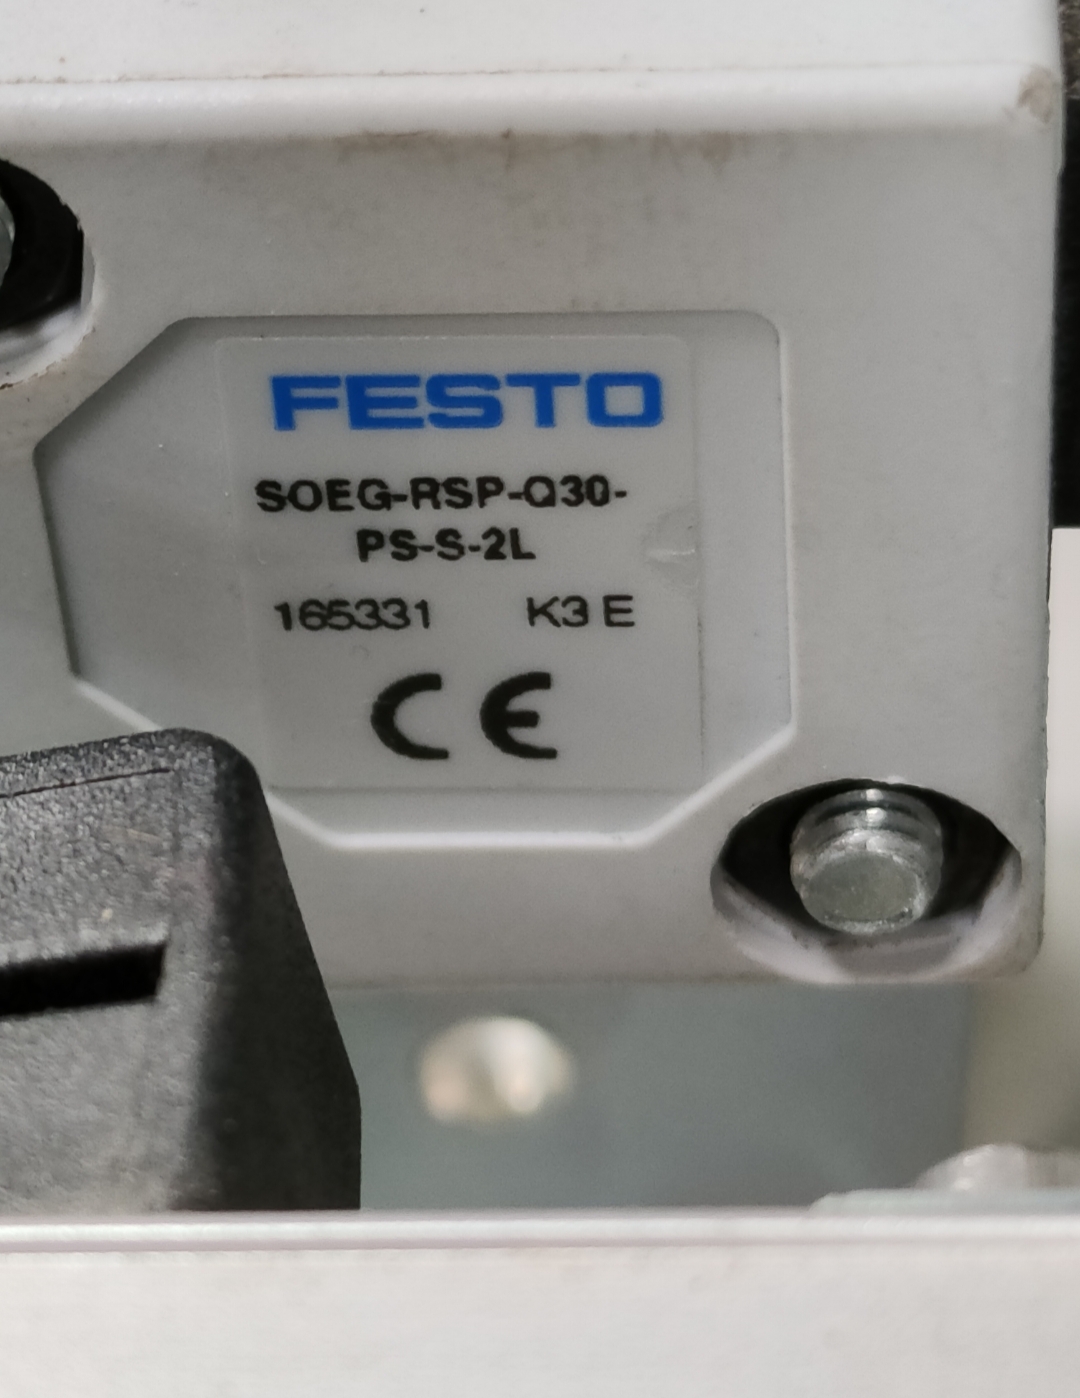 FESTO
SOEG-RSP-Q30-
PS-S-2L
165331 K3 E
CE